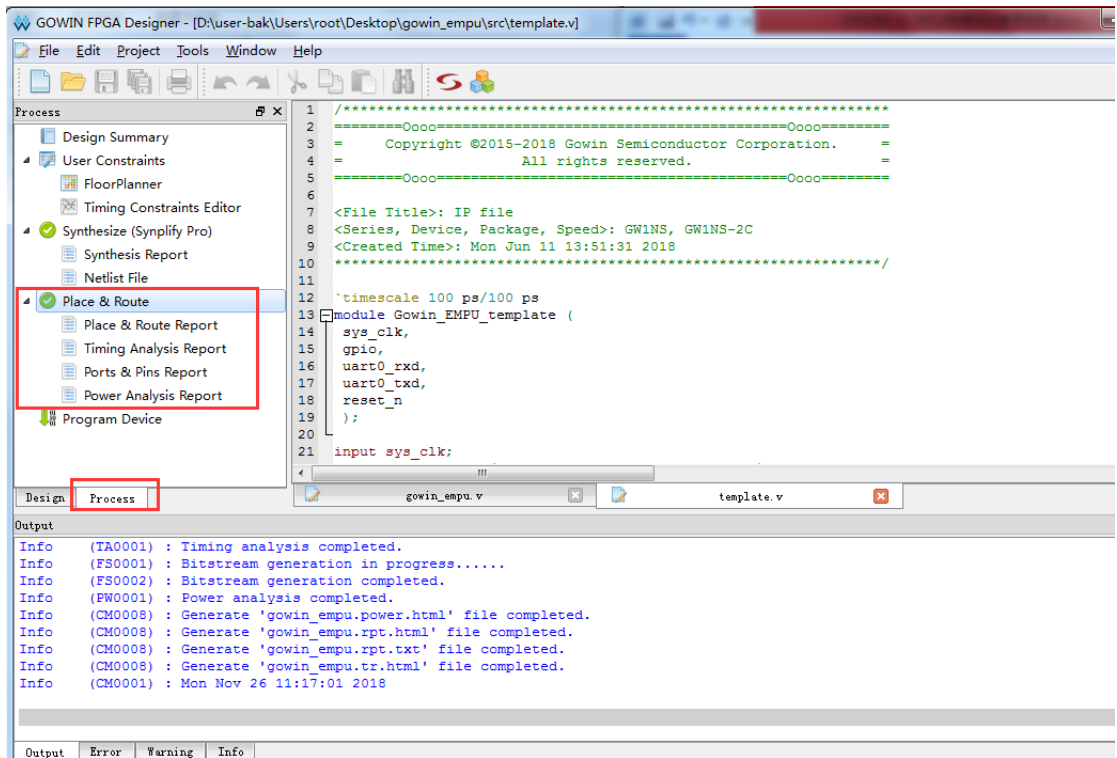 GOWIN FPGA Designer - [D:\user-bak\Users\root\Desktop\gowin_empu\src\template.v]
File Edit Project Tools Window Help
Process
Design Summary
User Constraints
FloorPlanner
Timing Constraints Editor
Synthesize (Synplify Pro)
Synthesis Report
Netlist File
Place & Route
Place & Route Report
Timing Analysis Report
Ports & Pins Report
Power Analysis Report
Program Device
Design Process
1 /****************************************************************
2 ========Oooo=========================================Oooo========
3 =     Copyright ©2015-2018 Gowin Semiconductor Corporation.     =
4 =                     All rights reserved.                      =
5 ========Oooo=========================================Oooo========
6
7 <File Title>: IP file
8 <Series, Device, Package, Speed>: GW1NS, GW1NS-2C
9 <Created Time>: Mon Jun 11 13:51:31 2018
10 ****************************************************************/
11
12 `timescale 100 ps/100 ps
13 module Gowin_EMPU_template (
14 sys_clk,
15 gpio,
16 uart0_rxd,
17 uart0_txd,
18 reset_n
19 );
20
21 input sys_clk;
gowin_empu.v template.v
Output
Info (TA0001) : Timing analysis completed.
Info (FS0001) : Bitstream generation in progress......
Info (FS0002) : Bitstream generation completed.
Info (PW0001) : Power analysis completed.
Info (CM0008) : Generate 'gowin_empu.power.html' file completed.
Info (CM0008) : Generate 'gowin_empu.rpt.html' file completed.
Info (CM0008) : Generate 'gowin_empu.rpt.txt' file completed.
Info (CM0008) : Generate 'gowin_empu.tr.html' file completed.
Info (CM0001) : Mon Nov 26 11:17:01 2018
Output Error Warning Info